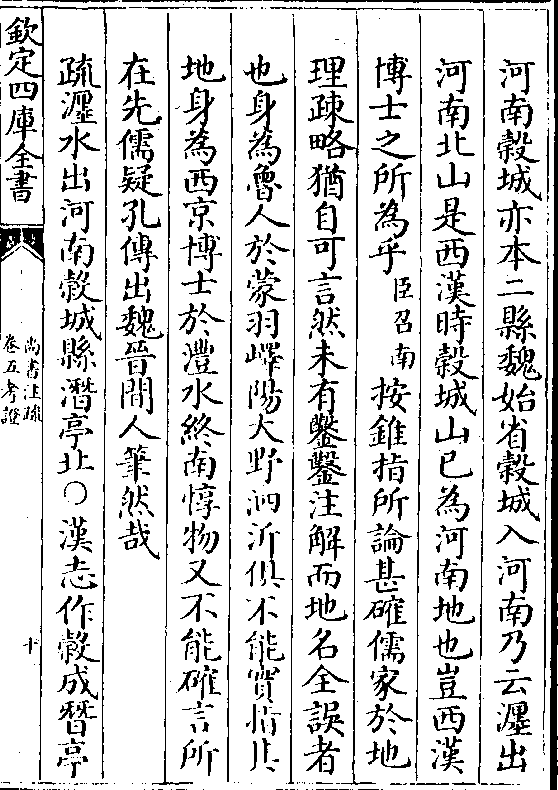 河南榖城亦本二縣魏始省榖城入河南乃云瀍出
河南北山是西漢時榖城山已為河南地也豈西漢
博士之所為乎臣召南按錐指所論甚確儒家於地
理疎略猶自可言然未有鑿鑿注解而地名全誤者
也身為魯人於蒙羽嶧陽大野泗沂俱不能實指其
地身為西京博士於灃水終南惇物又不能確言所
在先儒疑孔傳出魏晉間人筆然哉
疏瀍水出河南榖城縣潛亭北○漢志作榖成朁亭
欽定四庫全書
尚書注疏
卷五考證
十